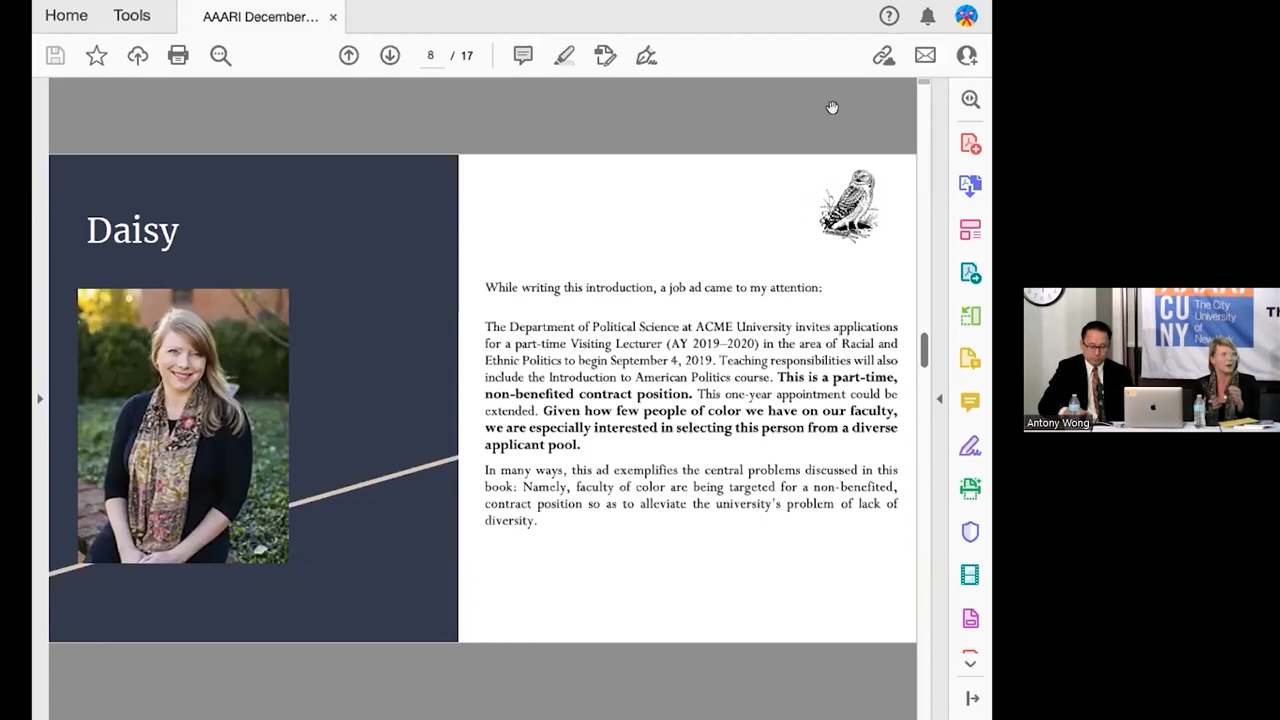 Home Tools AAARI December... ×
8 / 17
Daisy
While writing this introduction, a job ad came to my attention:
The Department of Political Science at ACME University invites applications
for a part-time Visiting Lecturer (AY 2019–2020) in the area of Racial and
Ethnic Politics to begin September 4, 2019. Teaching responsibilities will also
include the Introduction to American Politics course. This is a part-time,
non-benefited contract position. This one-year appointment could be
extended. Given how few people of color we have on our faculty,
we are especially interested in selecting this person from a diverse
applicant pool.
In many ways, this ad exemplifies the central problems discussed in this
book: Namely, faculty of color are being targeted for a non-benefited,
contract position so as to alleviate the university's problem of lack of
diversity.
CU
NY
The City
University
of
New York
Antony Wong